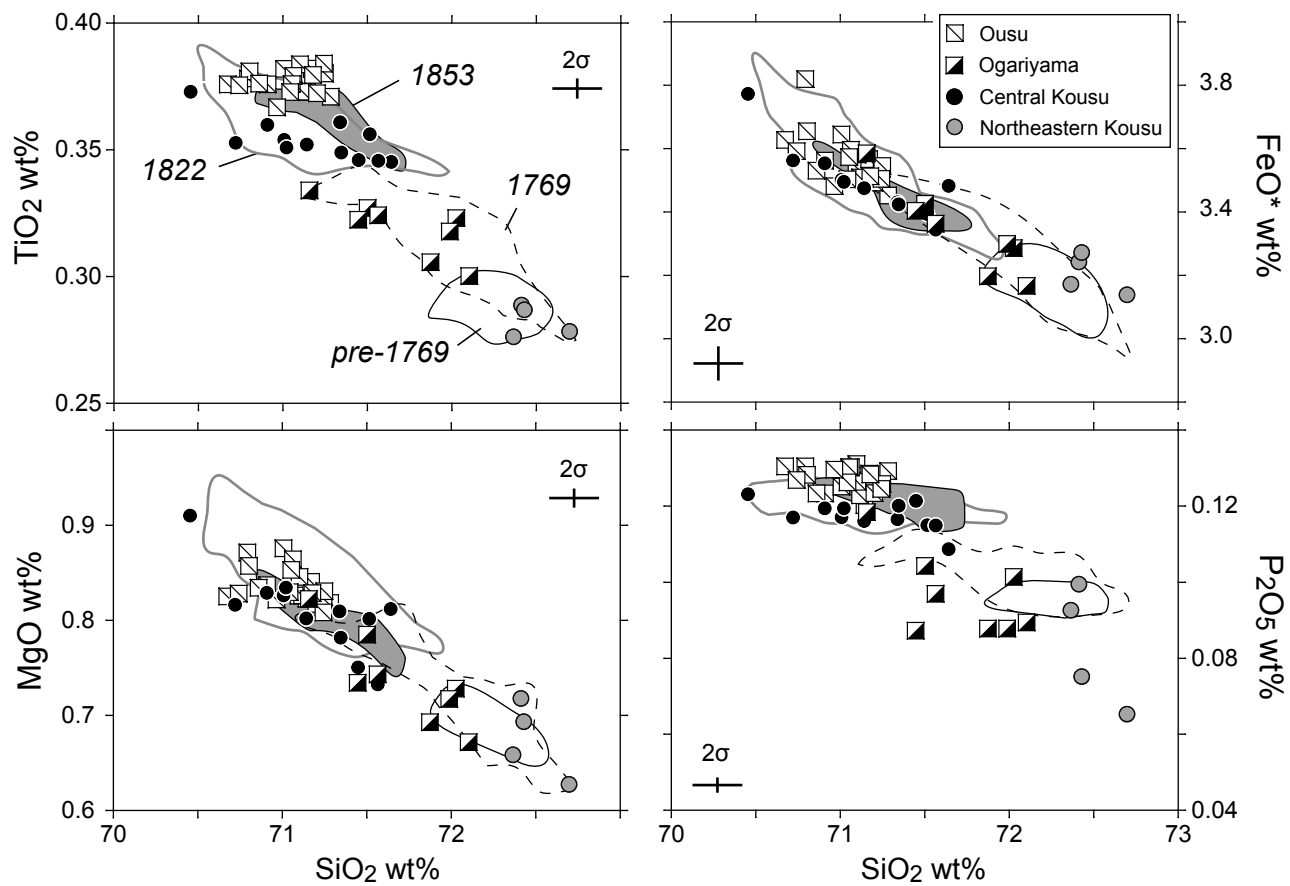 0.40
0.35
0.30
0.25
TiO2 wt%
1853
1822
1769
pre-1769
2σ
70
71
72
Ousu
Ogariyama
Central Kousu
Northeastern Kousu
3.8
3.4
3.0
FeO* wt%
2σ
0.9
0.8
0.7
0.6
MgO wt%
2σ
70
71
72
SiO2 wt%
0.12
0.08
0.04
P2O5 wt%
2σ
70
71
72
73
SiO2 wt%